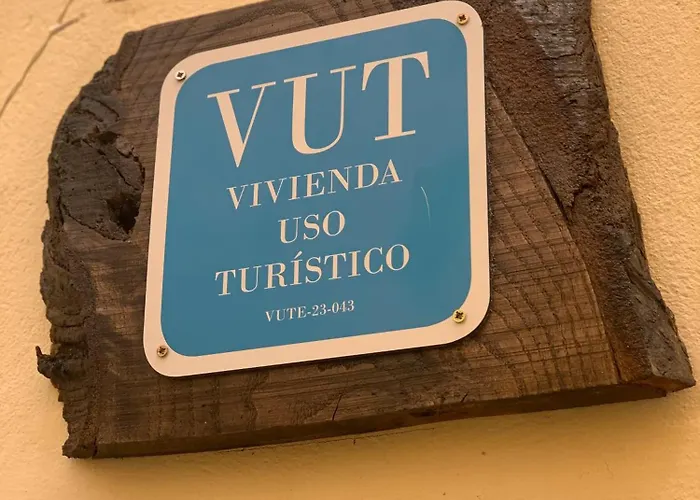 VUT
VIVIENDA
USO
TURÍSTICO
VUTE-23-043